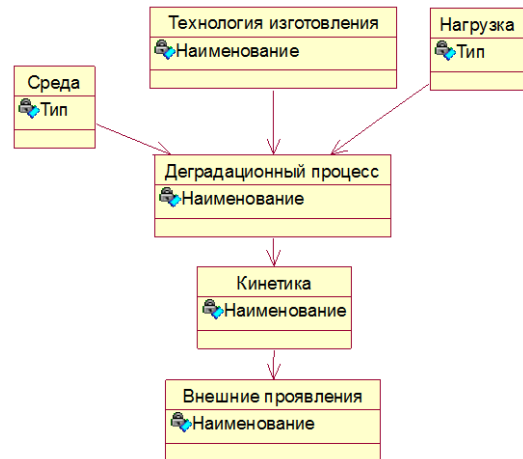 Технология изготовления
Наименование
Нагрузка
Тип
Среда
Тип
Деградационный процесс
Наименование
Кинетика
Наименование
Внешние проявления
Наименование